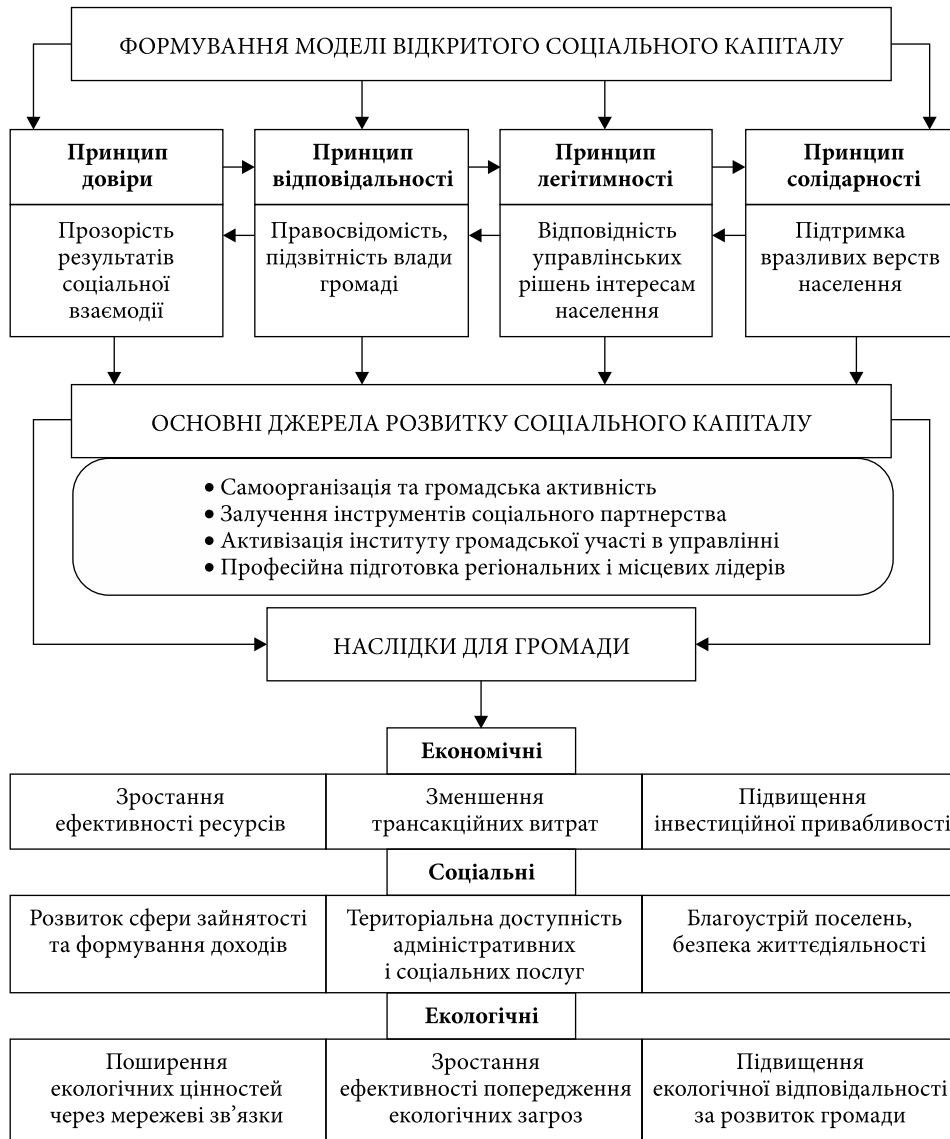 ФОРМУВАННЯ МОДЕЛІ ВІДКРИТОГО СОЦІАЛЬНОГО КАПІТАЛУ
Принцип
довіри
Прозорість
результатів
соціальної
взаємодії
Принцип
відповідальності
Правосвідомість,
підзвітність влади
громаді
Принцип
легітимності
Відповідність
управлінських
рішень інтересам
населення
Принцип
солідарності
Підтримка
вразливих верств
населення
ОСНОВНІ ДЖЕРЕЛА РОЗВИТКУ СОЦІАЛЬНОГО КАПІТАЛУ
• Самоорганізація та громадська активність
• Залучення інструментів соціального партнерства
• Активізація інституту громадської участі в управлінні
• Професійна підготовка регіональних і місцевих лідерів
НАСЛІДКИ ДЛЯ ГРОМАДИ
Економічні
Зростання
ефективності ресурсів
Зменшення
трансакційних витрат
Підвищення
інвестиційної привабливості
Соціальні
Розвиток сфери зайнятості
та формування доходів
Територіальна доступність
адміністративних
і соціальних послуг
Благоустрій поселень,
безпека життєдіяльності
Екологічні
Поширення
екологічних цінностей
через мережеві зв’язки
Зростання
ефективності попередження
екологічних загроз
Підвищення
екологічної відповідальності
за розвиток громади